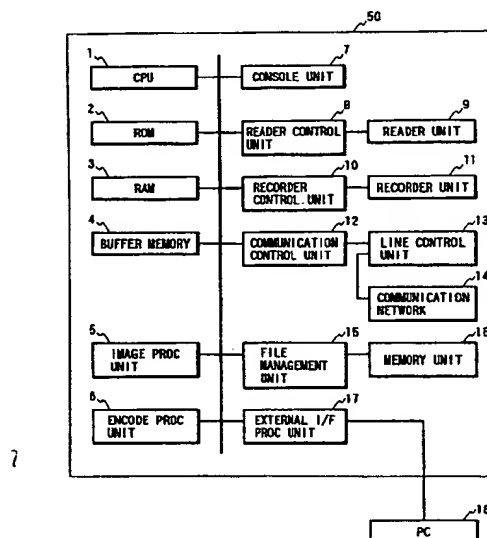 50
1
CPU
7
CONSOLE UNIT
2
ROM
8
READER CONTROL
UNIT
9
READER UNIT
3
RAM
10
RECORDER
CONTROL.UNIT
11
RECORDER UNIT
4
BUFFER MEMORY
12
COMMUNICATION
CONTROL UNIT
13
LINE CONTROL
UNIT
14
COMMUNICATION
NETWORK
5
IMAGE PROC
UNIT
15
FILE
MANAGEMENT
UNIT
16
MEMORY UNIT
6
ENCODE PROC
UNIT
17
EXTERNAL I/F
PROC UNIT
18
PC